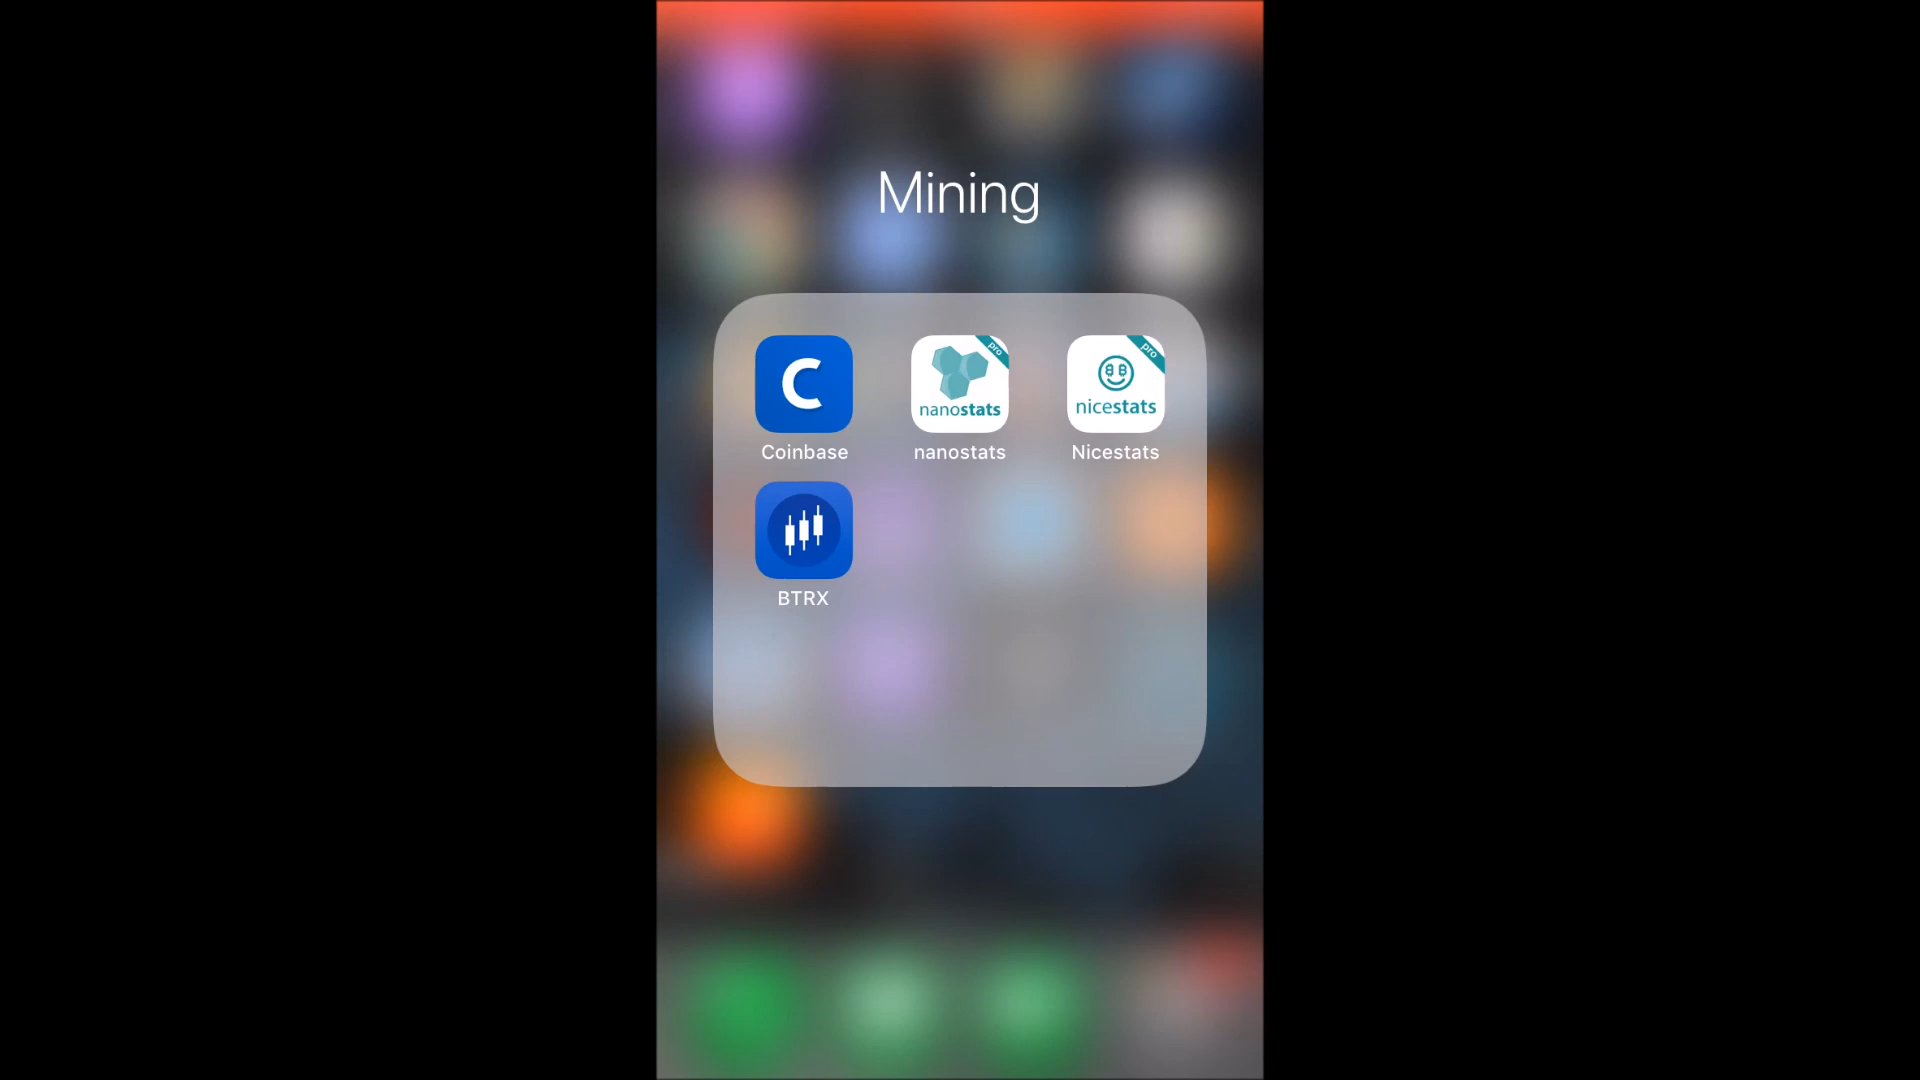 Mining
C
pro
nanostats
pro
nicestats
Coinbase
nanostats
Nicestats
BTRX